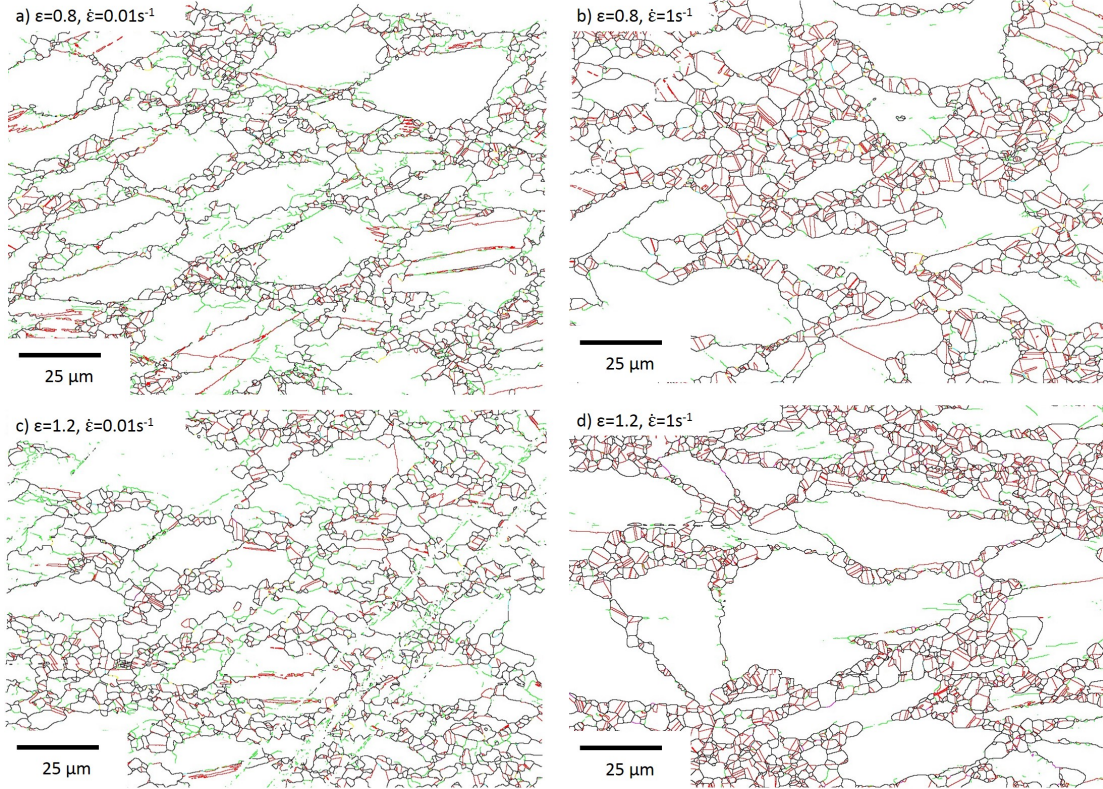 a) ε=0.8, ε̇=0.01s⁻¹
b) ε=0.8, ε̇=1s⁻¹
25 μm
25 μm
c) ε=1.2, ε̇=0.01s⁻¹
d) ε=1.2, ε̇=1s⁻¹
25 μm
25 μm